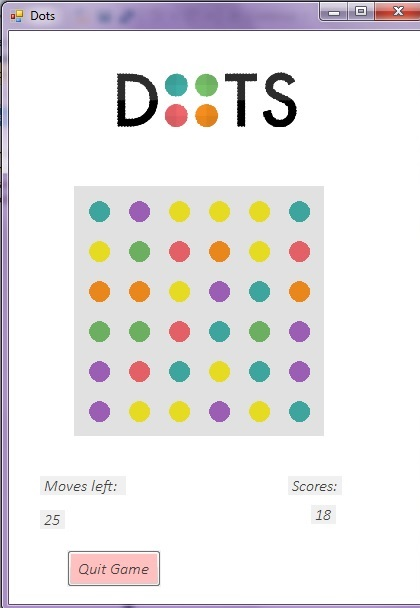 Dots
DOTS
Moves left:
Scores:
25
18
Quit Game